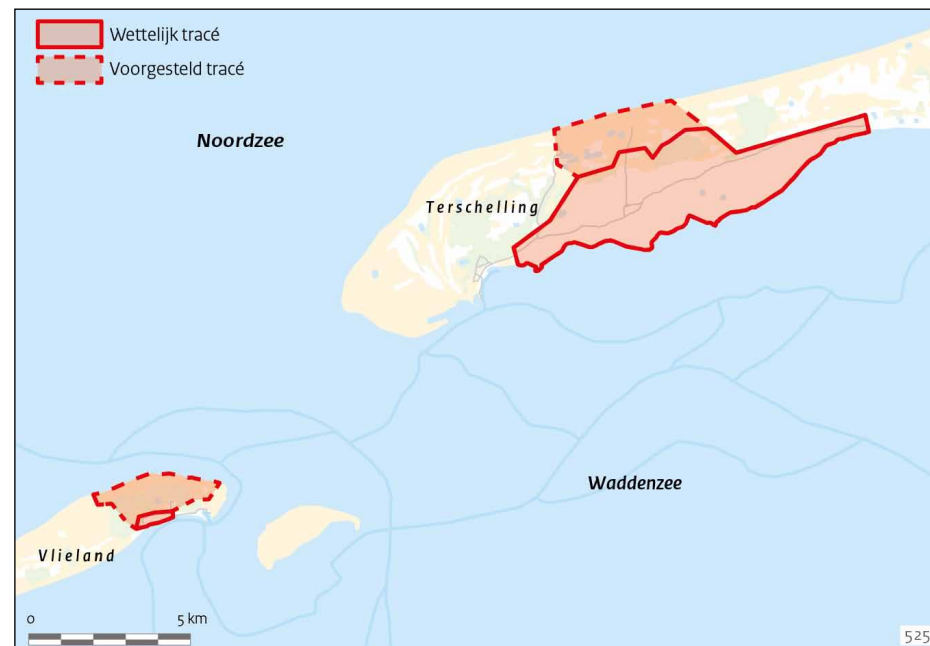 Wettelijk tracé
Voorgesteld tracé
Noordzee
Terschelling
Waddenzee
Vlieland
0 5 km
525